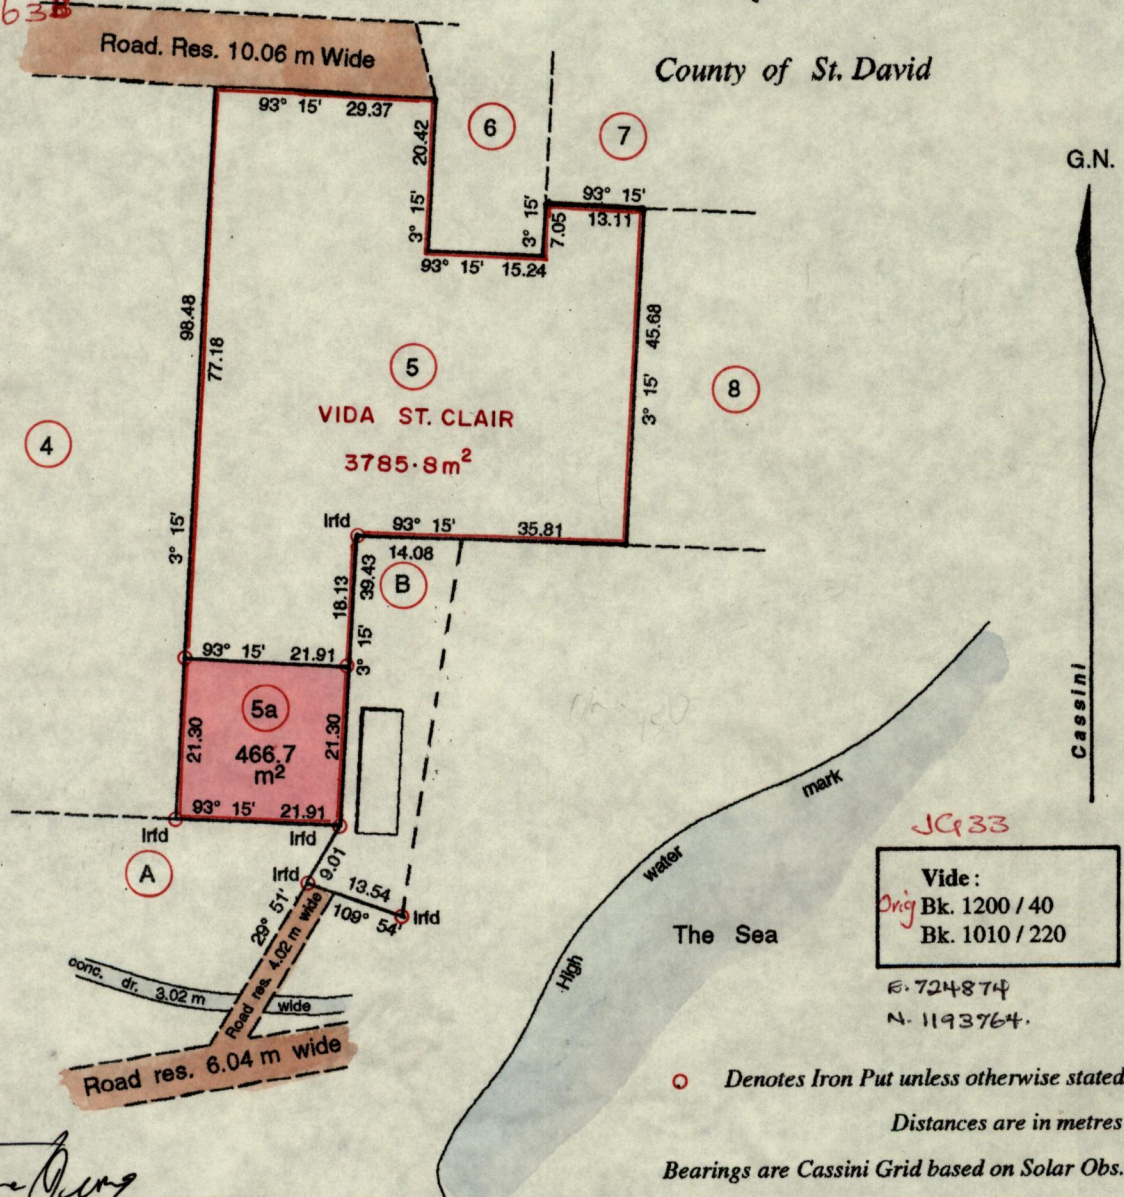 63B
Road. Res. 10.06 m Wide
County of St. David
93° 15' 29.37
6
7
G.N.
20.42
3° 15'
93° 15'
13.11
3° 15'
7.05
93° 15' 15.24
98.48
77.18
3° 15'
45.68
3° 15'
5
8
VIDA ST. CLAIR
3785.8m²
4
Irfd
93° 15' 35.81
14.08
B
39.43
18.13
3° 15'
93° 15' 21.91
5a
466.7
m²
21.30
21.30
93° 15' 21.91
Irfd
Irfd
A
Irfd
9.01
13.54
109° 54'
Irfd
29° 51'
Road res. 4.02 m wide
conc. dr. 3.02 m wide
Road res. 6.04 m wide
High water mark
The Sea
Cassini
JG33
Vide :
Orig Bk. 1200 / 40
Bk. 1010 / 220
E. 724874
N. 1193764.
Denotes Iron Put unless otherwise stated
Distances are in metres
Bearings are Cassini Grid based on Solar Obs.